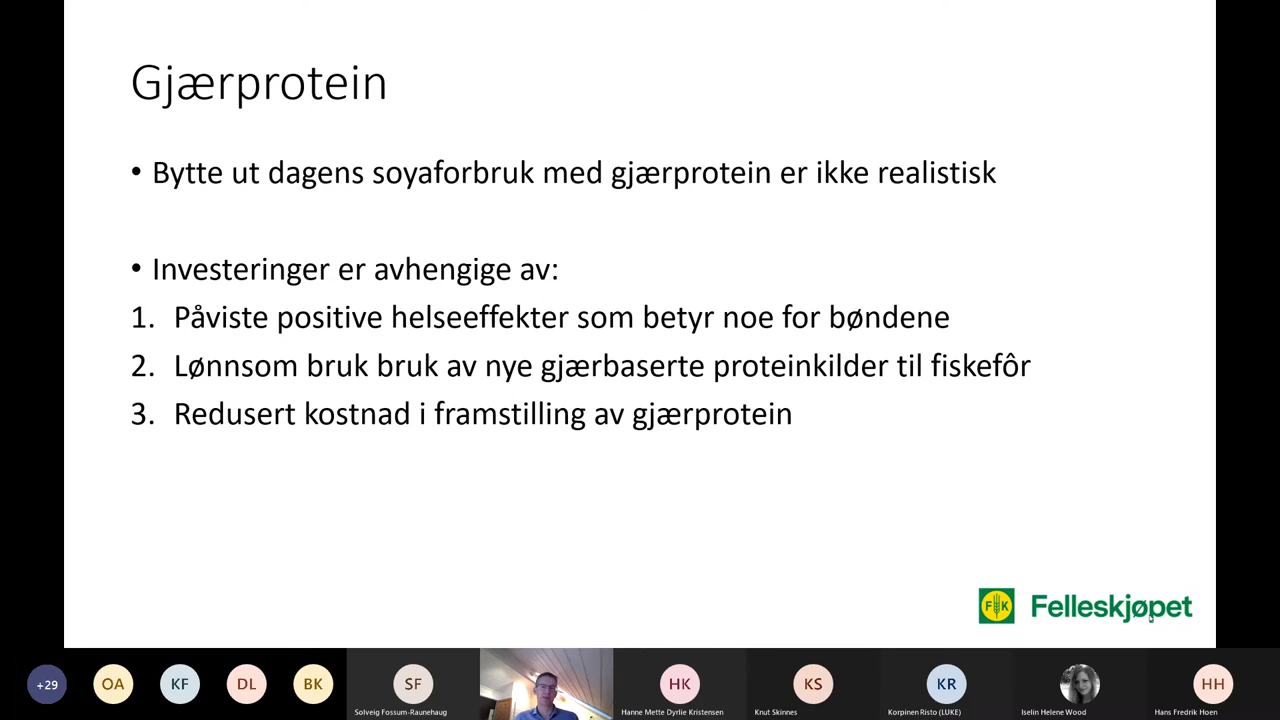 Gjærprotein
• Bytte ut dagens soyaforbruk med gjærprotein er ikke realistisk
• Investeringer er avhengige av:
1. Påviste positive helseeffekter som betyr noe for bøndene
2. Lønnsom bruk bruk av nye gjærbaserte proteinkilder til fiskefôr
3. Redusert kostnad i framstilling av gjærprotein
FK Felleskjøpet
+29 OA KF DL BK SF HK KS KR HH
Solveig Fossum-Raunehaug Hanne Mette Dyrlie Kristensen Knut Skinnes Korpinen Risto (LUKE) Iselin Helene Wood Hans Fredrik Hoen